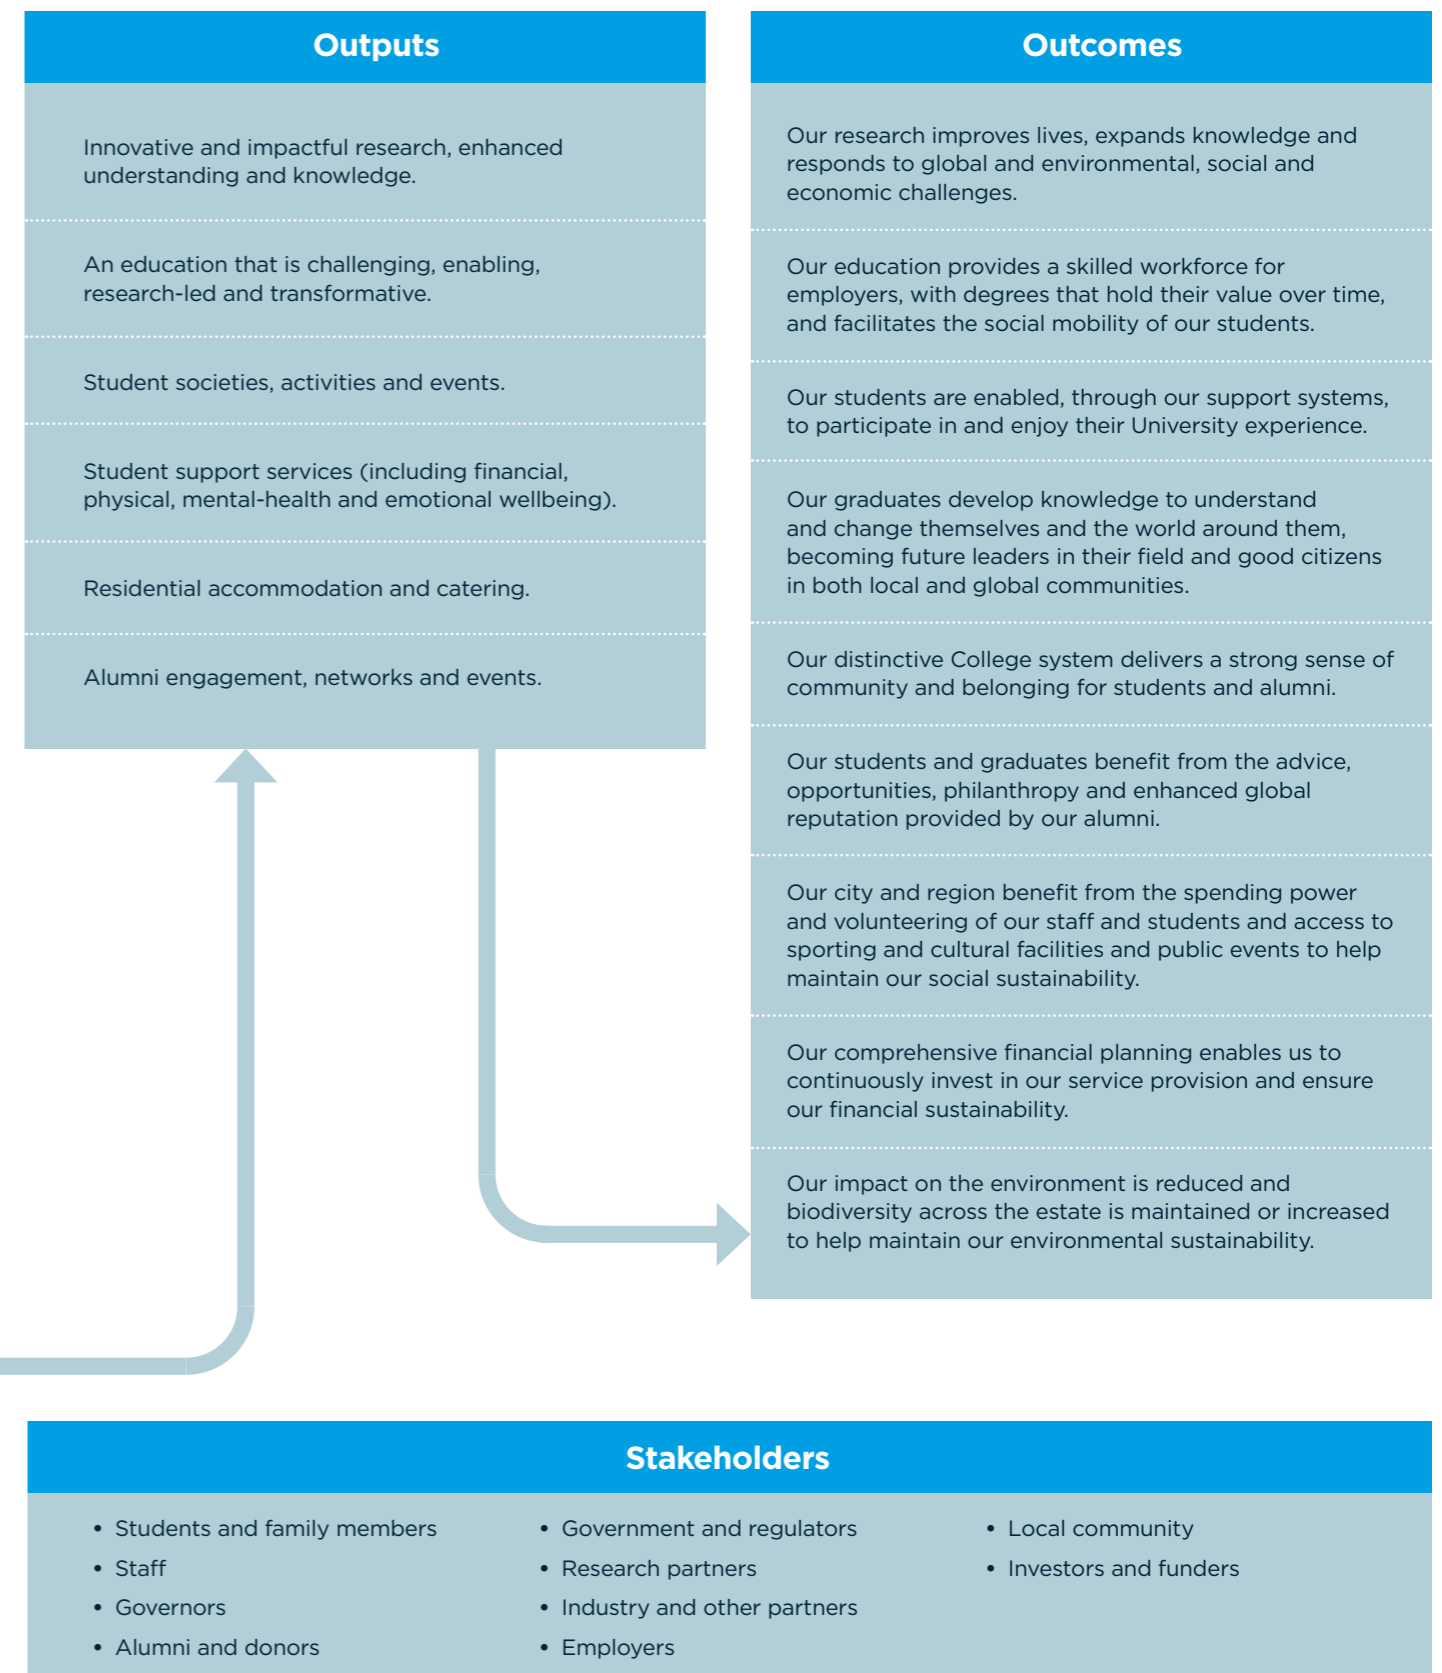 Outputs
Innovative and impactful research, enhanced
understanding and knowledge.
An education that is challenging, enabling,
research-led and transformative.
Student societies, activities and events.
Student support services (including financial,
physical, mental-health and emotional wellbeing).
Residential accommodation and catering.
Alumni engagement, networks and events.
Outcomes
Our research improves lives, expands knowledge and
responds to global and environmental, social and
economic challenges.
Our education provides a skilled workforce for
employers, with degrees that hold their value over time,
and facilitates the social mobility of our students.
Our students are enabled, through our support systems,
to participate in and enjoy their University experience.
Our graduates develop knowledge to understand
and change themselves and the world around them,
becoming future leaders in their field and good citizens
in both local and global communities.
Our distinctive College system delivers a strong sense of
community and belonging for students and alumni.
Our students and graduates benefit from the advice,
opportunities, philanthropy and enhanced global
reputation provided by our alumni.
Our city and region benefit from the spending power
and volunteering of our staff and students and access to
sporting and cultural facilities and public events to help
maintain our social sustainability.
Our comprehensive financial planning enables us to
continuously invest in our service provision and ensure
our financial sustainability.
Our impact on the environment is reduced and
biodiversity across the estate is maintained or increased
to help maintain our environmental sustainability.
Stakeholders
• Students and family members
• Staff
• Governors
• Alumni and donors
• Government and regulators
• Research partners
• Industry and other partners
• Employers
• Local community
• Investors and funders